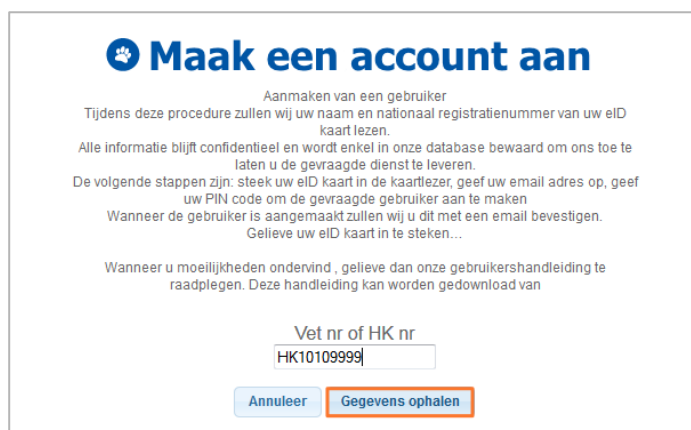 Maak een account aan
Aanmaken van een gebruiker
Tijdens deze procedure zullen wij uw naam en nationaal registratienummer van uw eID
kaart lezen.
Alle informatie blijft confidentieel en wordt enkel in onze database bewaard om ons toe te
laten u de gevraagde dienst te leveren.
De volgende stappen zijn: steek uw eID kaart in de kaartlezer, geef uw email adres op, geef
uw PIN code om de gevraagde gebruiker aan te maken
Wanneer de gebruiker is aangemaakt zullen wij u dit met een email bevestigen.
Gelieve uw eID kaart in te steken...
Wanneer u moeilijkheden ondervind , gelieve dan onze gebruikershandleiding te
raadplegen. Deze handleiding kan worden gedownload van
Vet nr of HK nr
HK10109999
Annuleer Gegevens ophalen